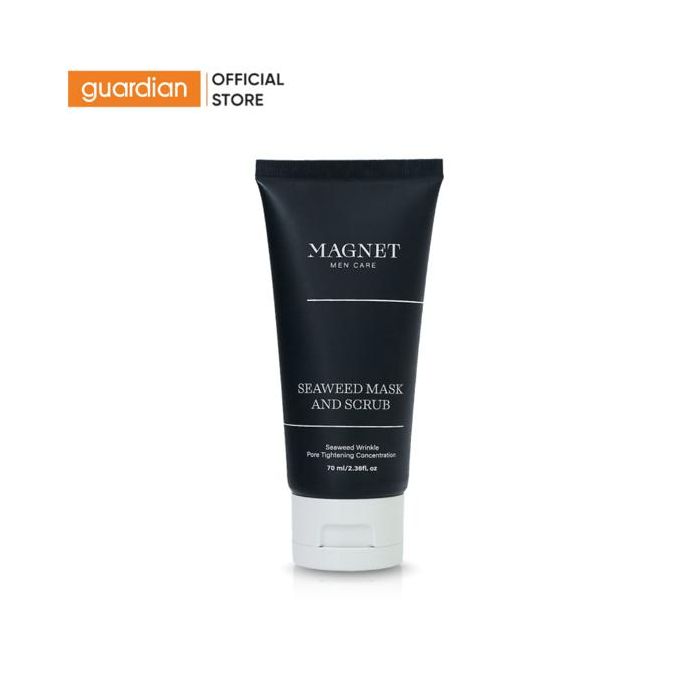 guardian
OFFICIAL
STORE
MAGNET
MEN CARE
SEAWEED MASK
AND SCRUB
Seaweed Wrinkle
Pore Tightening Concentration
70 ml/2.36fl. oz